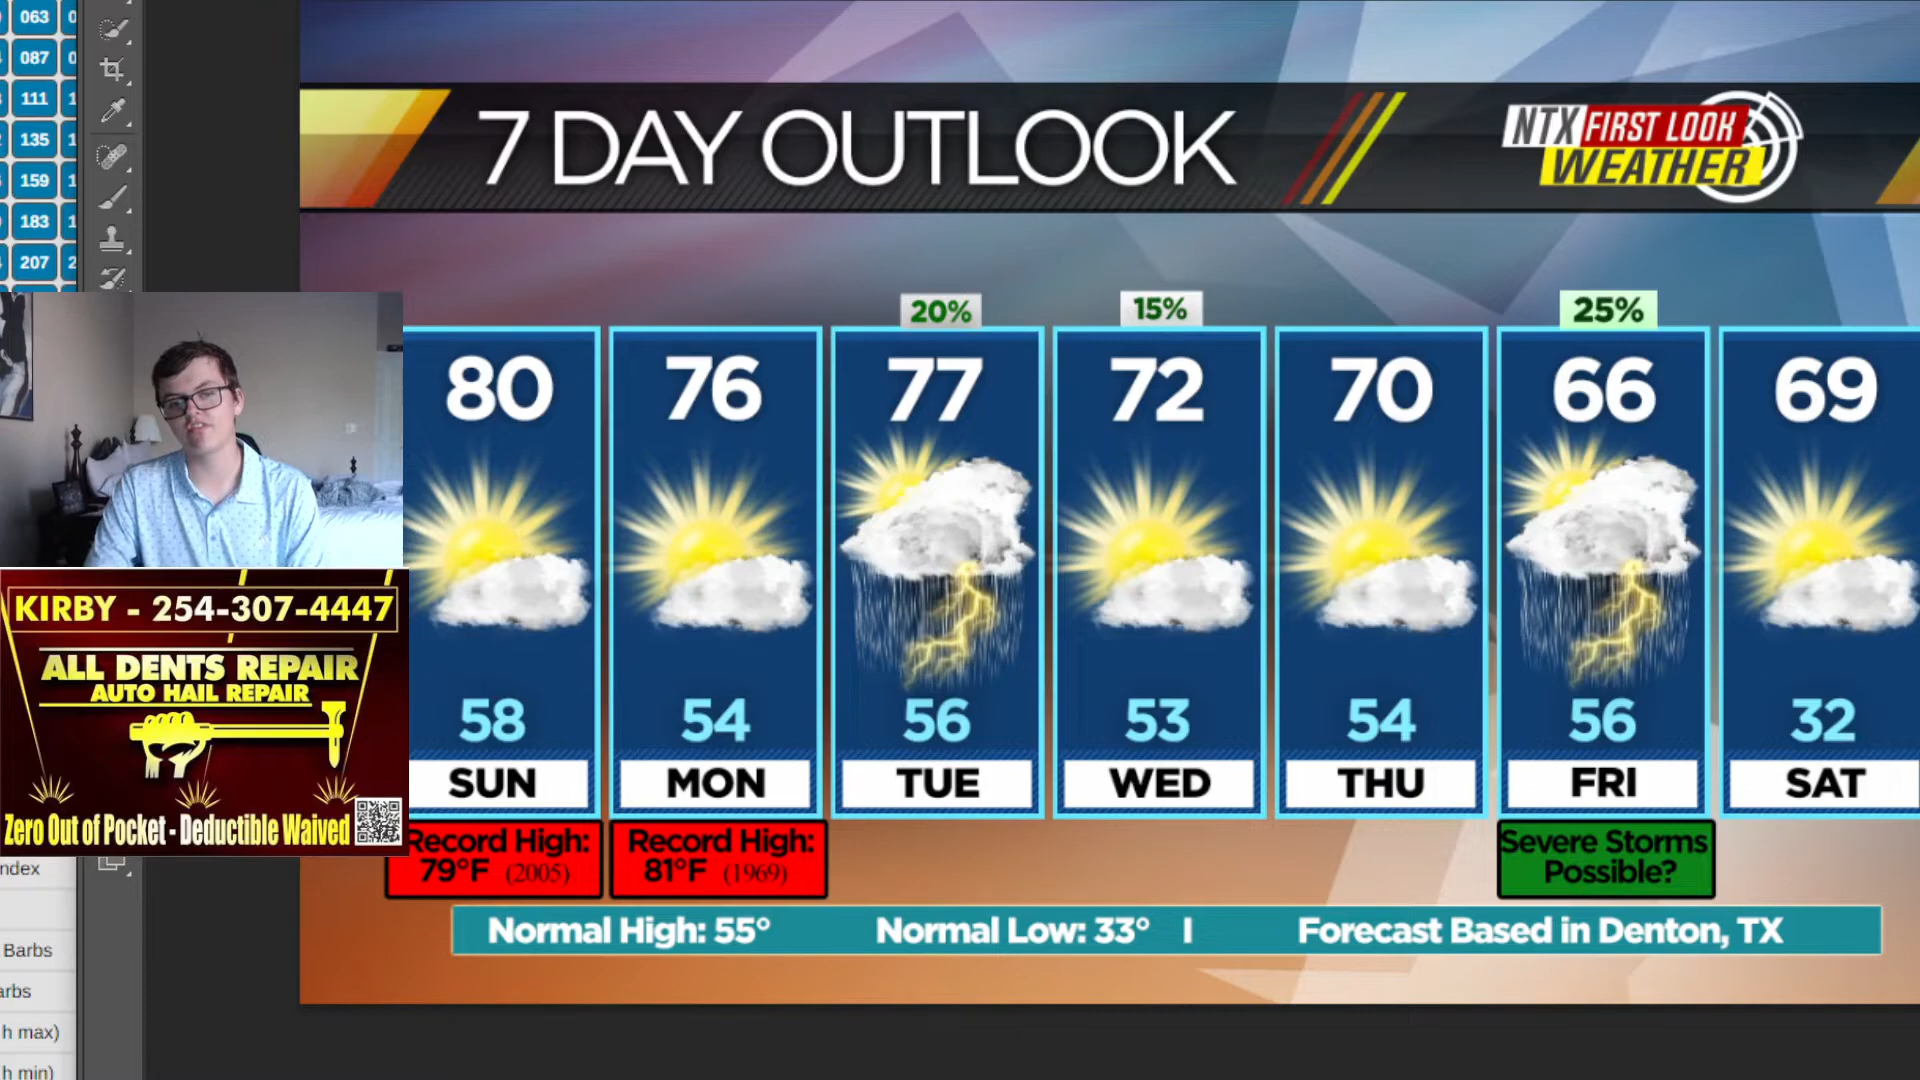 063
087
111
135
159
183
207
7 DAY OUTLOOK
NTX FIRST LOOK
WEATHER
20%
15%
25%
80
76
77
72
70
66
69
58
54
56
53
54
56
32
SUN
MON
TUE
WED
THU
FRI
SAT
Record High:
79°F (2005)
Record High:
81°F (1969)
Severe Storms
Possible?
Normal High: 55° Normal Low: 33° | Forecast Based in Denton, TX
KIRBY - 254-307-4447
ALL DENTS REPAIR
AUTO HAIL REPAIR
Zero Out of Pocket - Deductible Waived
ndex
Barbs
arbs
h max)
h min)